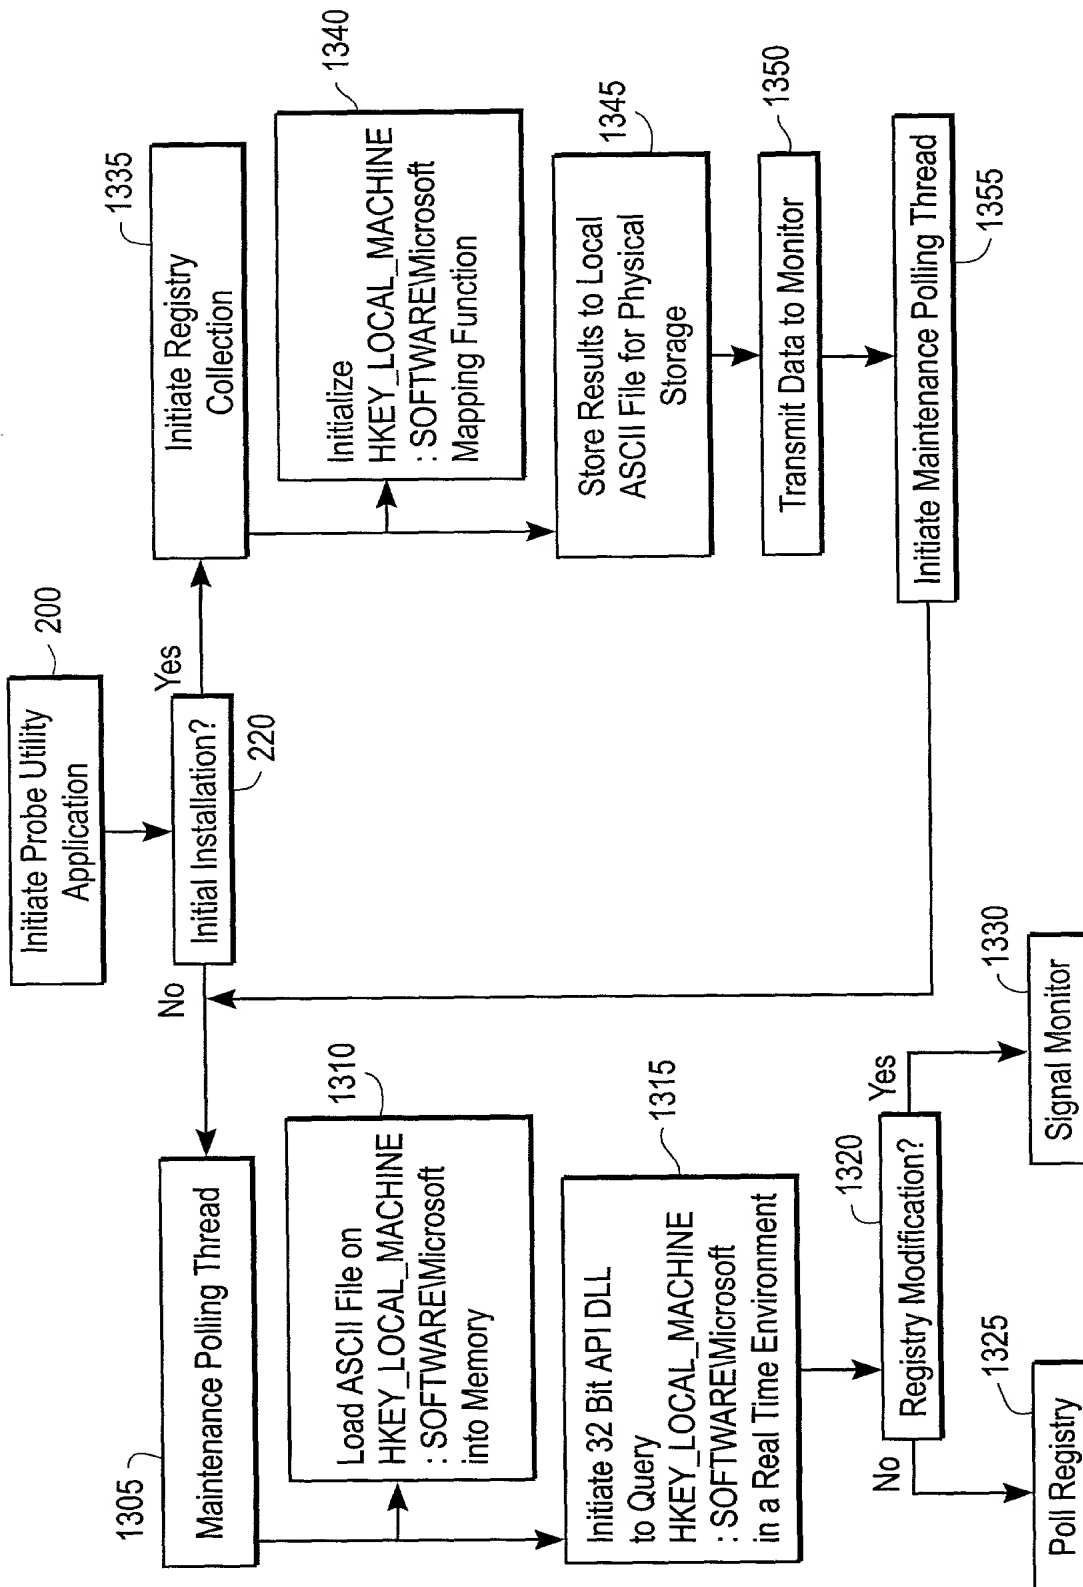 200
Initiate Probe Utility
Application
Initial Installation?
220
No
Yes
1305
Maintenance Polling Thread
1310
Load ASCII File on
HKEY_LOCAL_MACHINE
: SOFTWARE\Microsoft
into Memory
1315
Initiate 32 Bit API DLL
to Query
HKEY_LOCAL_MACHINE
: SOFTWARE\Microsoft
in a Real Time Environment
1320
Registry Modification?
No
Yes
1325
Poll Registry
1330
Signal Monitor
1335
Initiate Registry
Collection
1340
Initialize
HKEY_LOCAL_MACHINE
: SOFTWARE\Microsoft
Mapping Function
1345
Store Results to Local
ASCII File for Physical
Storage
1350
Transmit Data to Monitor
Initiate Maintenance Polling Thread
1355